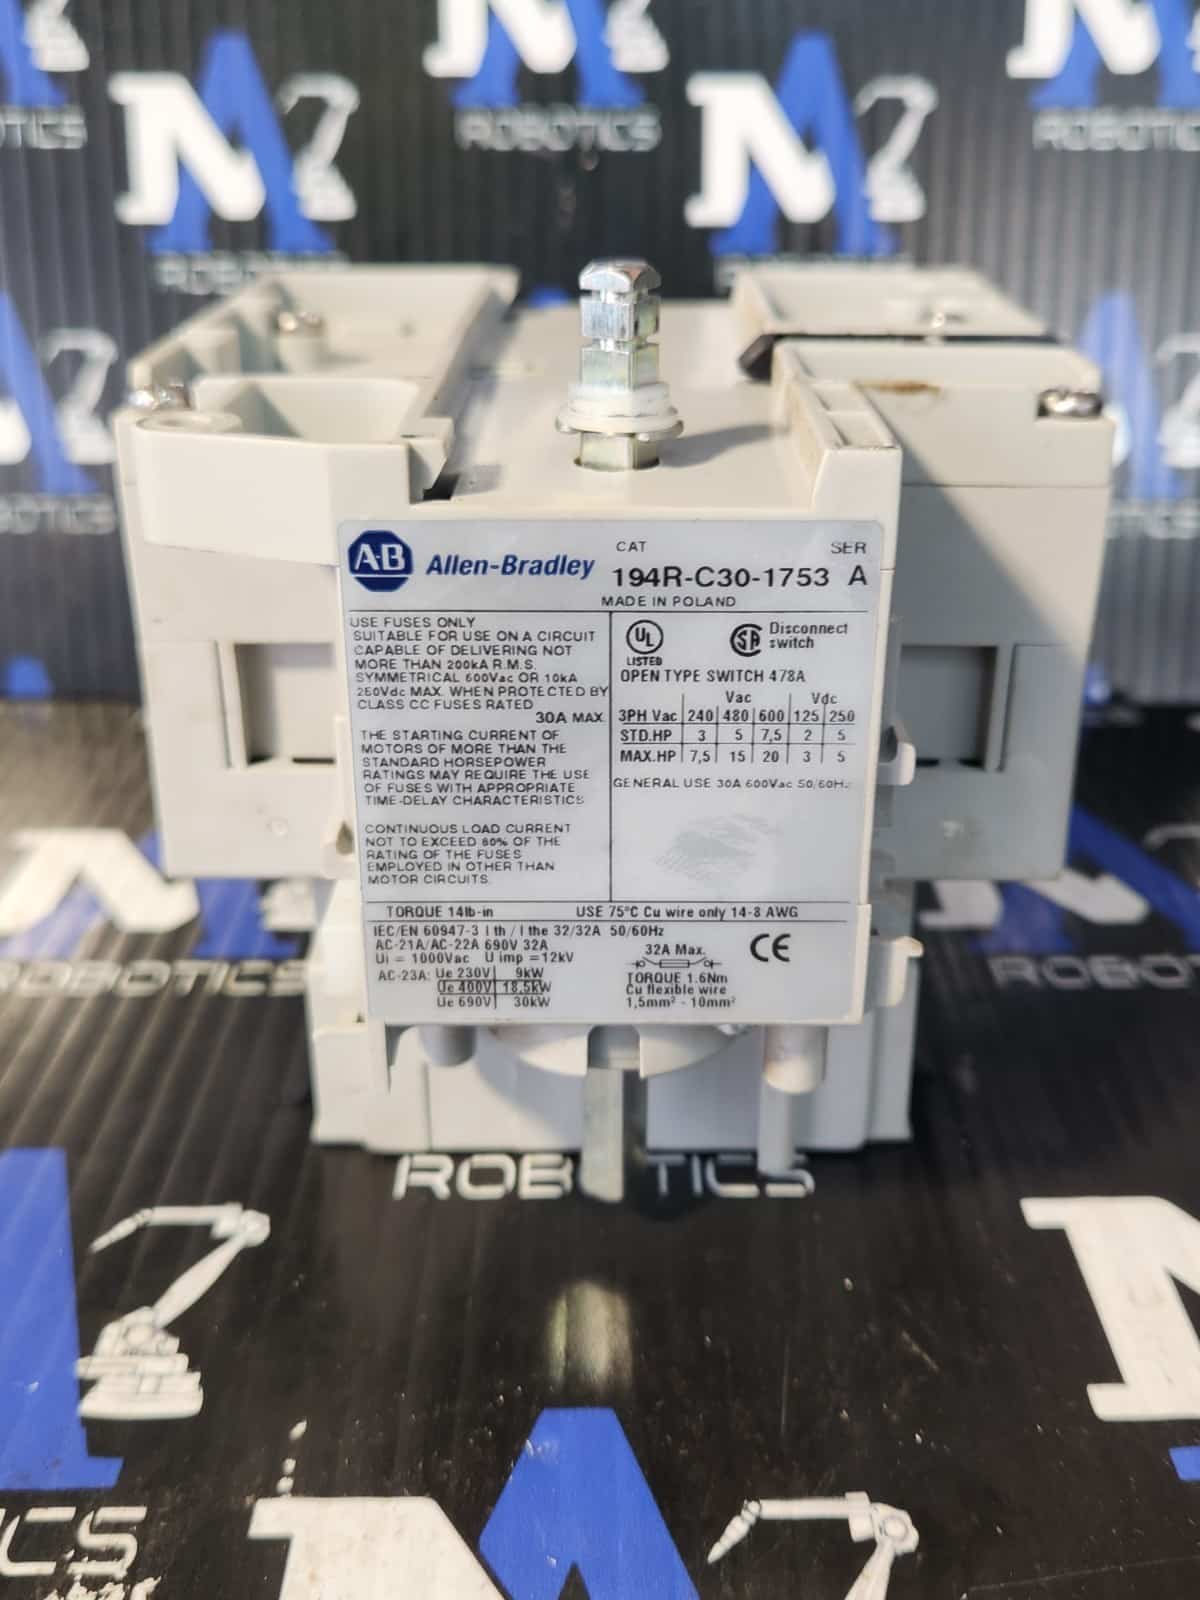 ROBOTICS
ROBOTICS
ROBOTICS
ROBOTICS
ROBOTICS
A-B Allen-Bradley
CAT SER
194R-C30-1753 A
MADE IN POLAND
USE FUSES ONLY
SUITABLE FOR USE ON A CIRCUIT
CAPABLE OF DELIVERING NOT
MORE THAN 200kA R.M.S.
SYMMETRICAL 600Vac OR 10kA
250Vdc MAX. WHEN PROTECTED BY
CLASS CC FUSES RATED
30A MAX.
THE STARTING CURRENT OF
MOTORS OF MORE THAN THE
STANDARD HORSEPOWER
RATINGS MAY REQUIRE THE USE
OF FUSES WITH APPROPRIATE
TIME-DELAY CHARACTERISTICS
CONTINUOUS LOAD CURRENT
NOT TO EXCEED 80% OF THE
RATING OF THE FUSES
EMPLOYED IN OTHER THAN
MOTOR CIRCUITS.
UL
LISTED
SA Disconnect
switch
OPEN TYPE SWITCH 478A
Vac Vdc
3PH Vac 240 480 600 125 250
STD.HP 3 5 7,5 2 5
MAX.HP 7,5 15 20 3 5
GENERAL USE 30A 600Vac 50/60Hz
TORQUE 14lb-in USE 75°C Cu wire only 14-8 AWG
IEC/EN 60947-3 I th / I the 32/32A 50/60Hz
AC-21A/AC-22A 690V 32A
Ui = 1000Vac U imp =12kV
AC-23A: Ue 230V 9kW
Ue 400V 18,5kW
Ue 690V 30kW
32A Max.
CE
TORQUE 1.6Nm
Cu flexible wire
1,5mm² - 10mm²
ROBOTICS
ROBOTICS
ROBOTICS